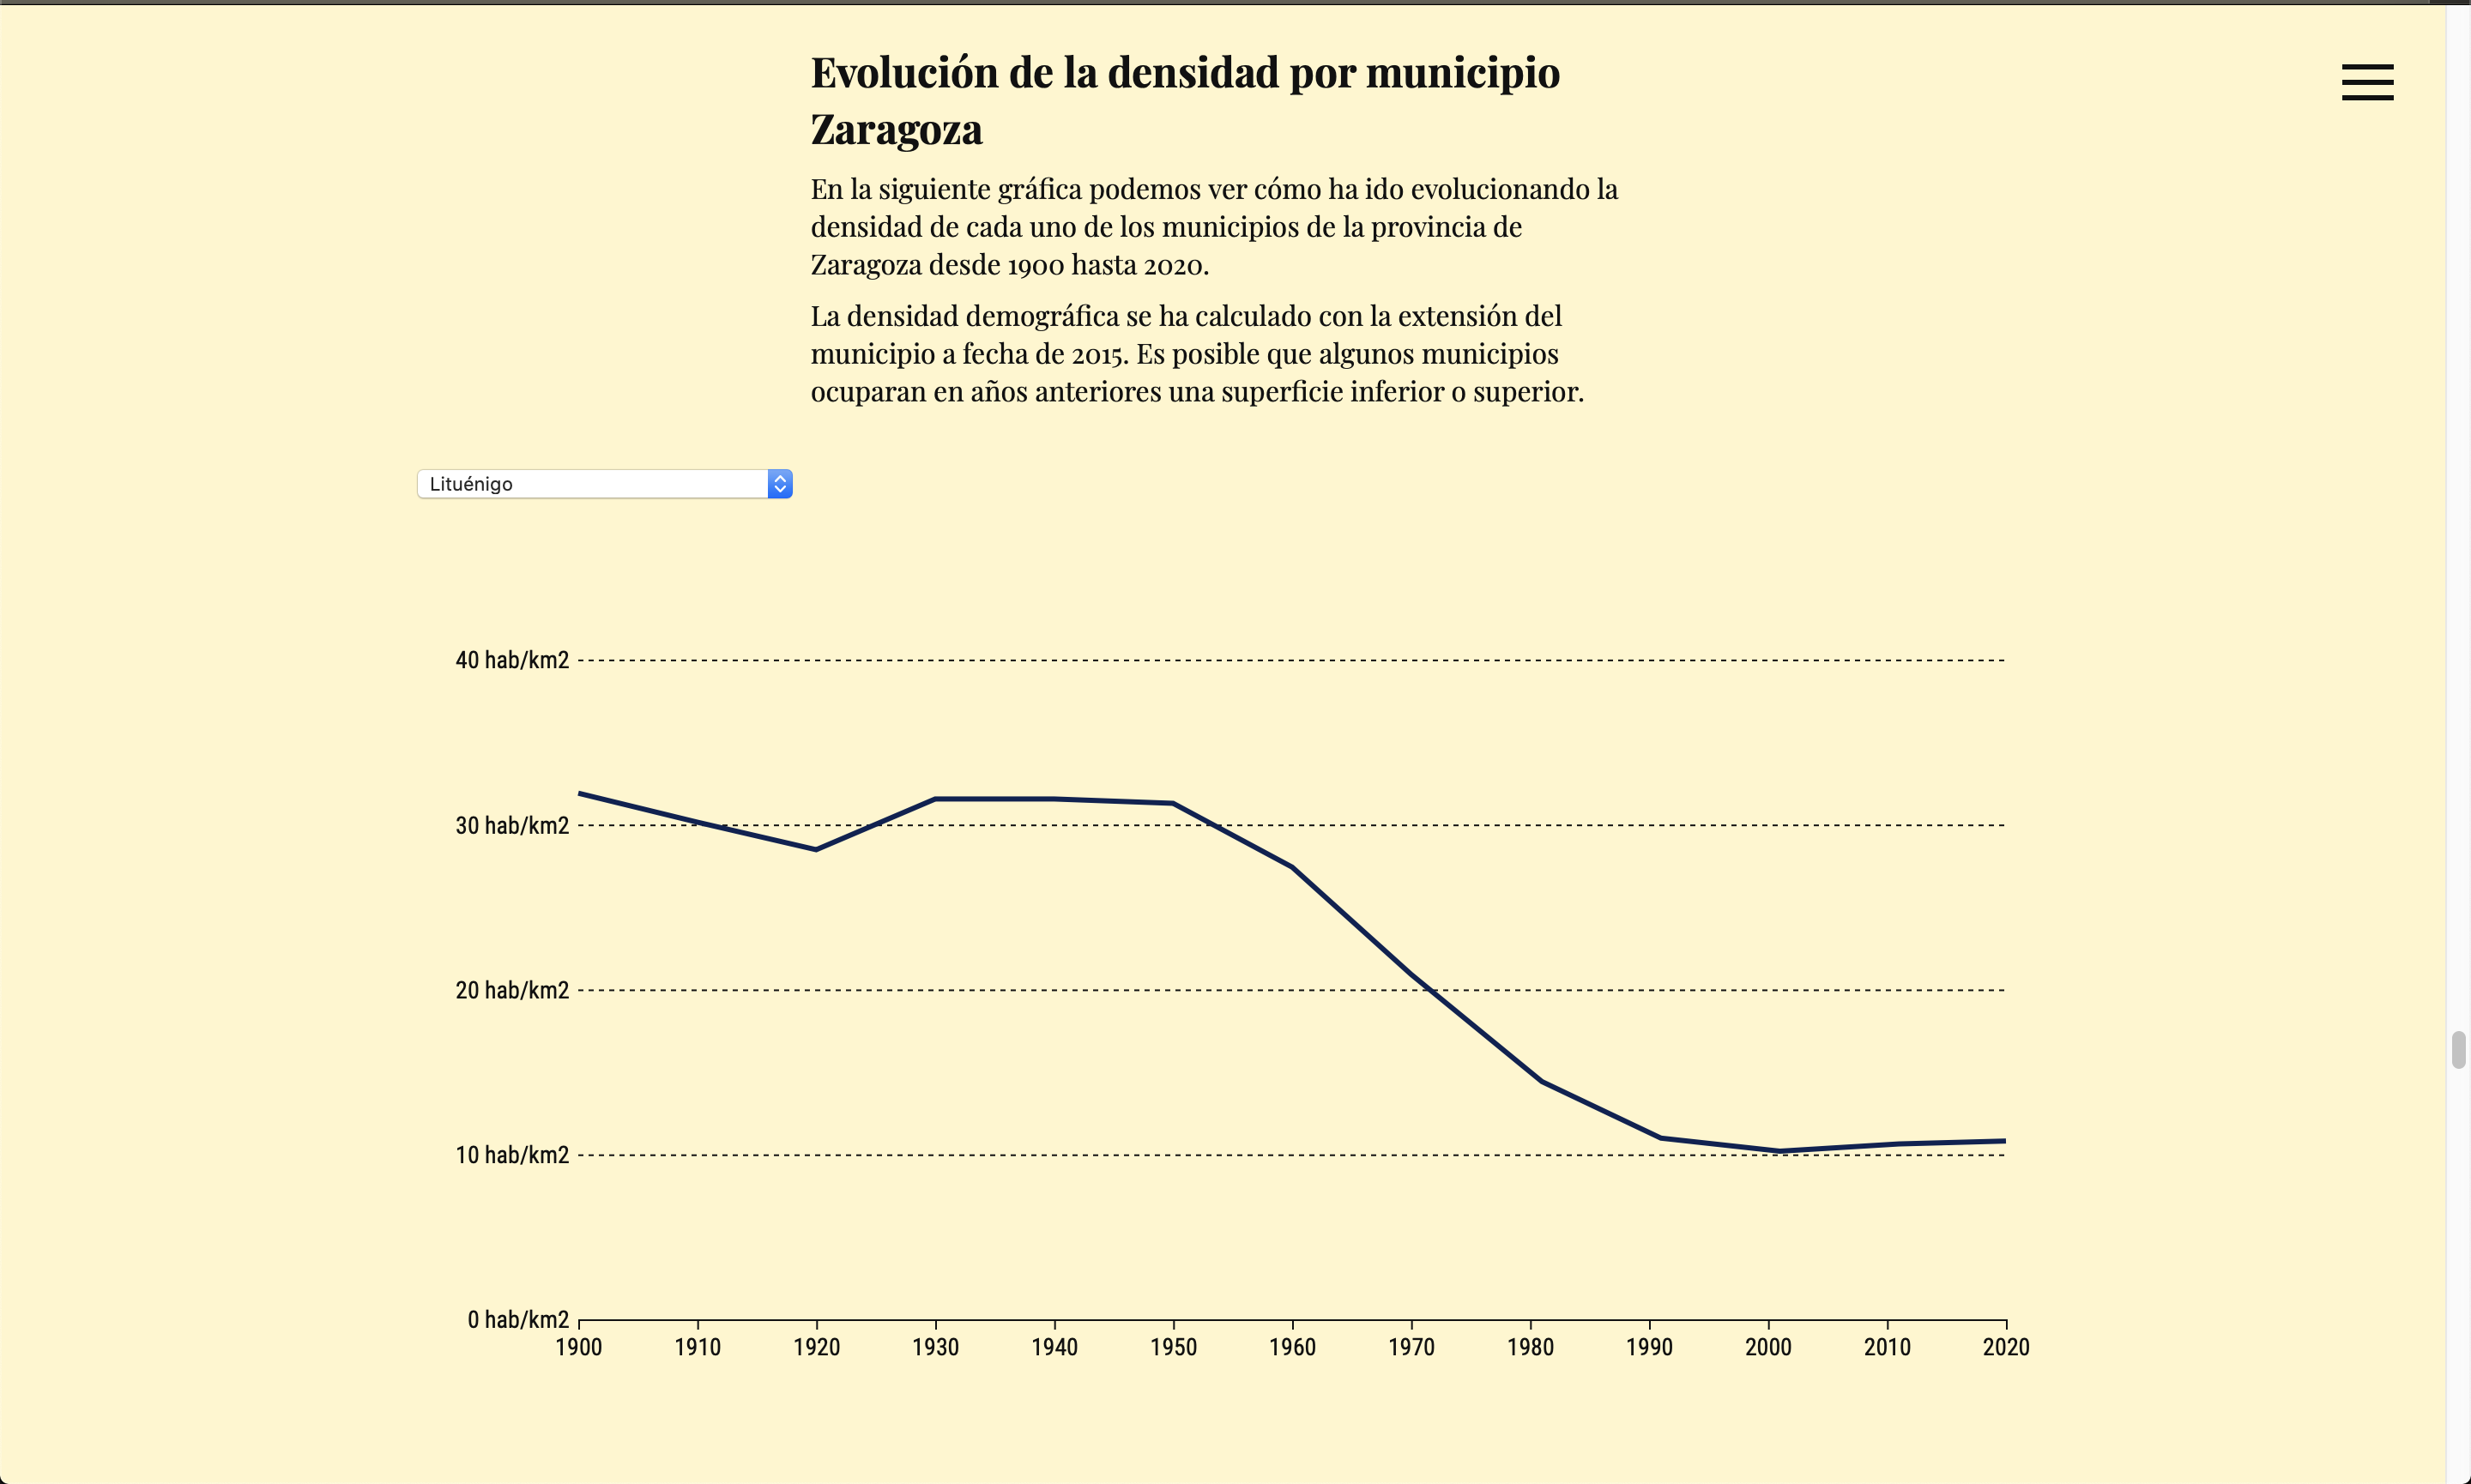 Evolución de la densidad por municipio
Zaragoza
En la siguiente gráfica podemos ver cómo ha ido evolucionando la
densidad de cada uno de los municipios de la provincia de
Zaragoza desde 1900 hasta 2020.
La densidad demográfica se ha calculado con la extensión del
municipio a fecha de 2015. Es posible que algunos municipios
ocuparan en años anteriores una superficie inferior o superior.
Lituénigo
40 hab/km2
30 hab/km2
20 hab/km2
10 hab/km2
0 hab/km2
1900 1910 1920 1930 1940 1950 1960 1970 1980 1990 2000 2010 2020